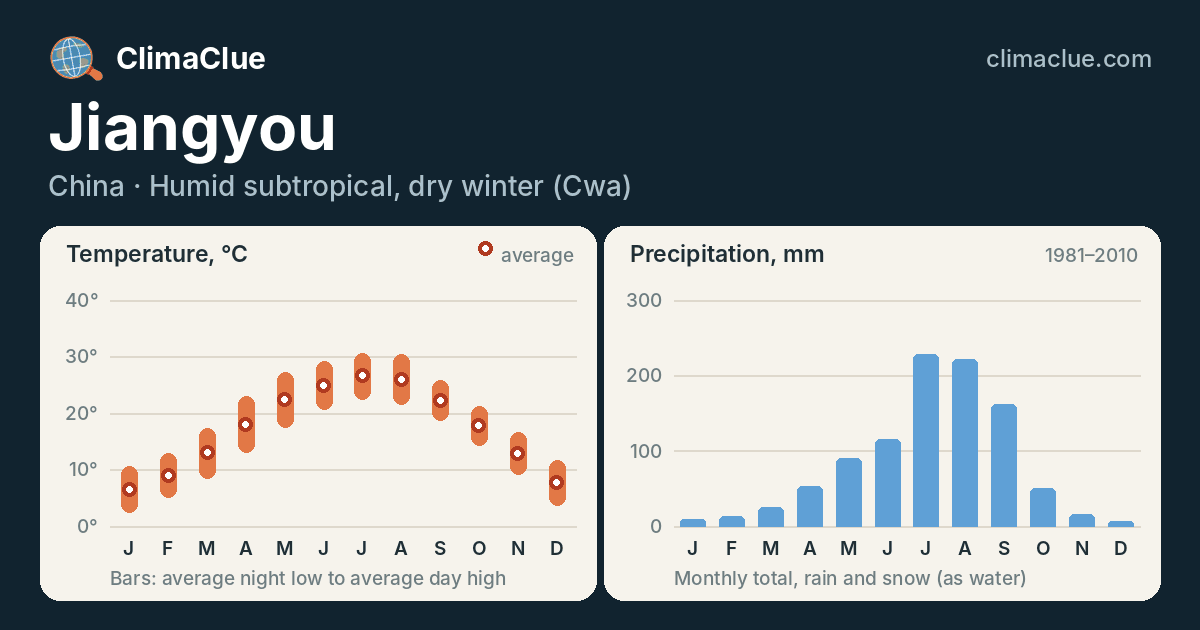 ClimaClue
climaclue.com
Jiangyou
China · Humid subtropical, dry winter (Cwa)
Temperature, °C
average
40°
30°
20°
10°
0°
J F M A M J J A S O N D
Bars: average night low to average day high
Precipitation, mm
1981–2010
300
200
100
0
J F M A M J J A S O N D
Monthly total, rain and snow (as water)